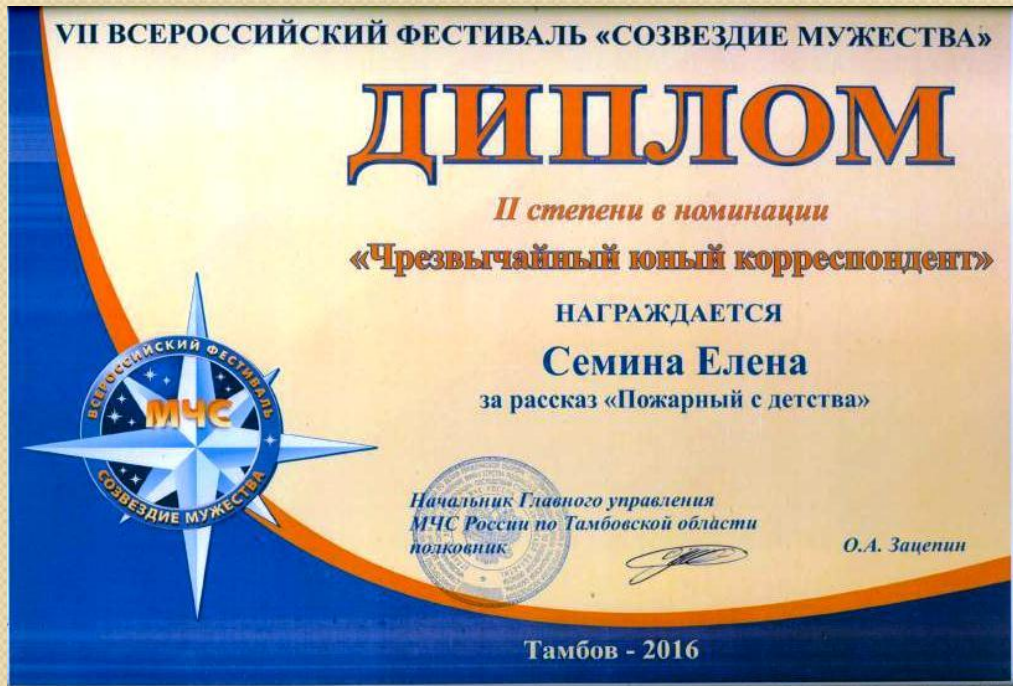 VII ВСЕРОССИЙСКИЙ ФЕСТИВАЛЬ «СОЗВЕЗДИЕ МУЖЕСТВА»
ДИПЛОМ
II степени в номинации
«Чрезвычайный юный корреспондент»
НАГРАЖДАЕТСЯ
Семина Елена
за рассказ «Пожарный с детства»
ВСЕРОССИЙСКИЙ ФЕСТИВАЛЬ
МЧС
СОЗВЕЗДИЕ МУЖЕСТВА
Начальник Главного управления
МЧС России по Тамбовской области
полковник
О.А. Зацепин
Тамбов - 2016